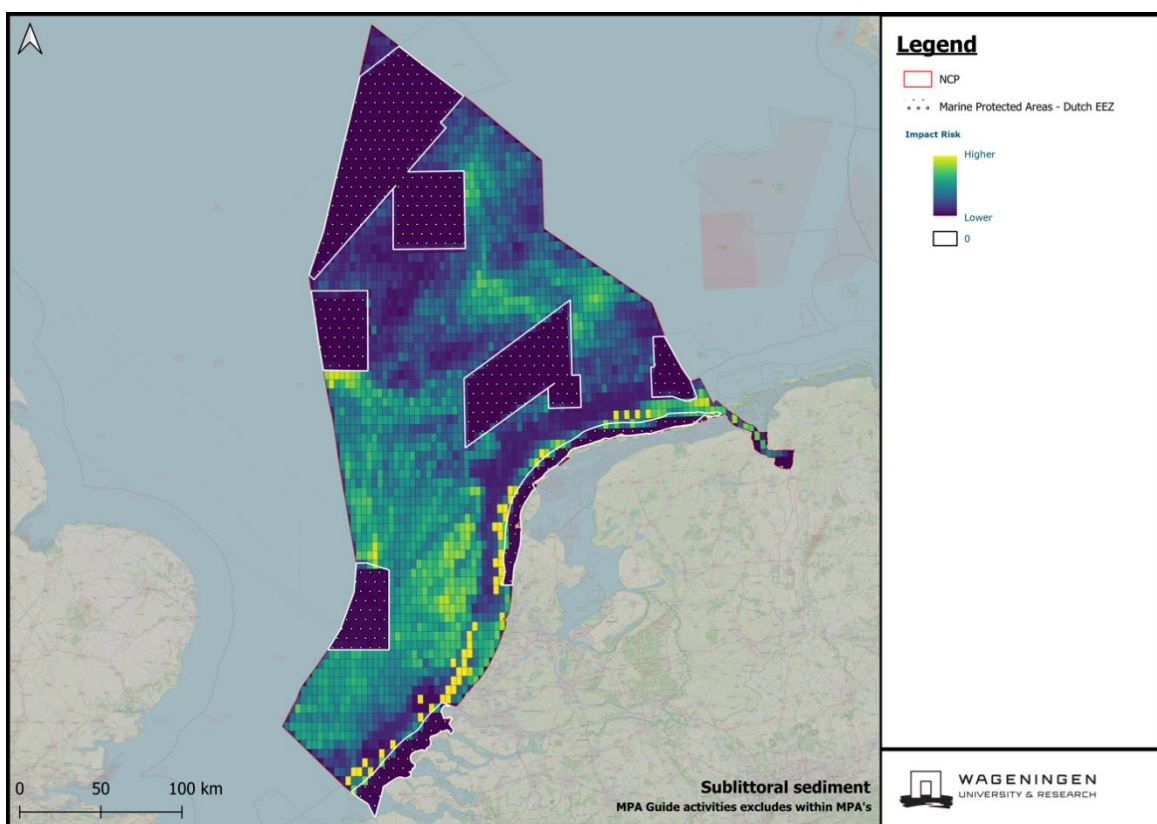 Legend
NCP
Marine Protected Areas - Dutch EEZ
Impact Risk
Higher
Lower
0
0 50 100 km
Sublittoral sediment
MPA Guide activities excludes within MPA's
WAGENINGEN
UNIVERSITY & RESEARCH